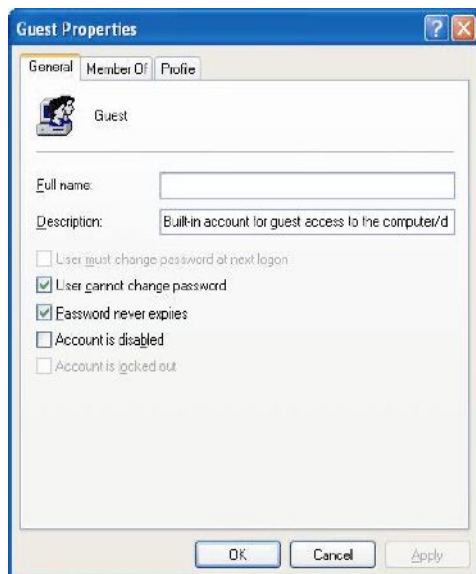 Guest Properties
General Member Of Profile
Guest
Full name:
Description: Built-in account for guest access to the computer/d
User must change password at next logon
User cannot change password
Password never expires
Account is disabled
Account is locked out
OK Cancel Apply